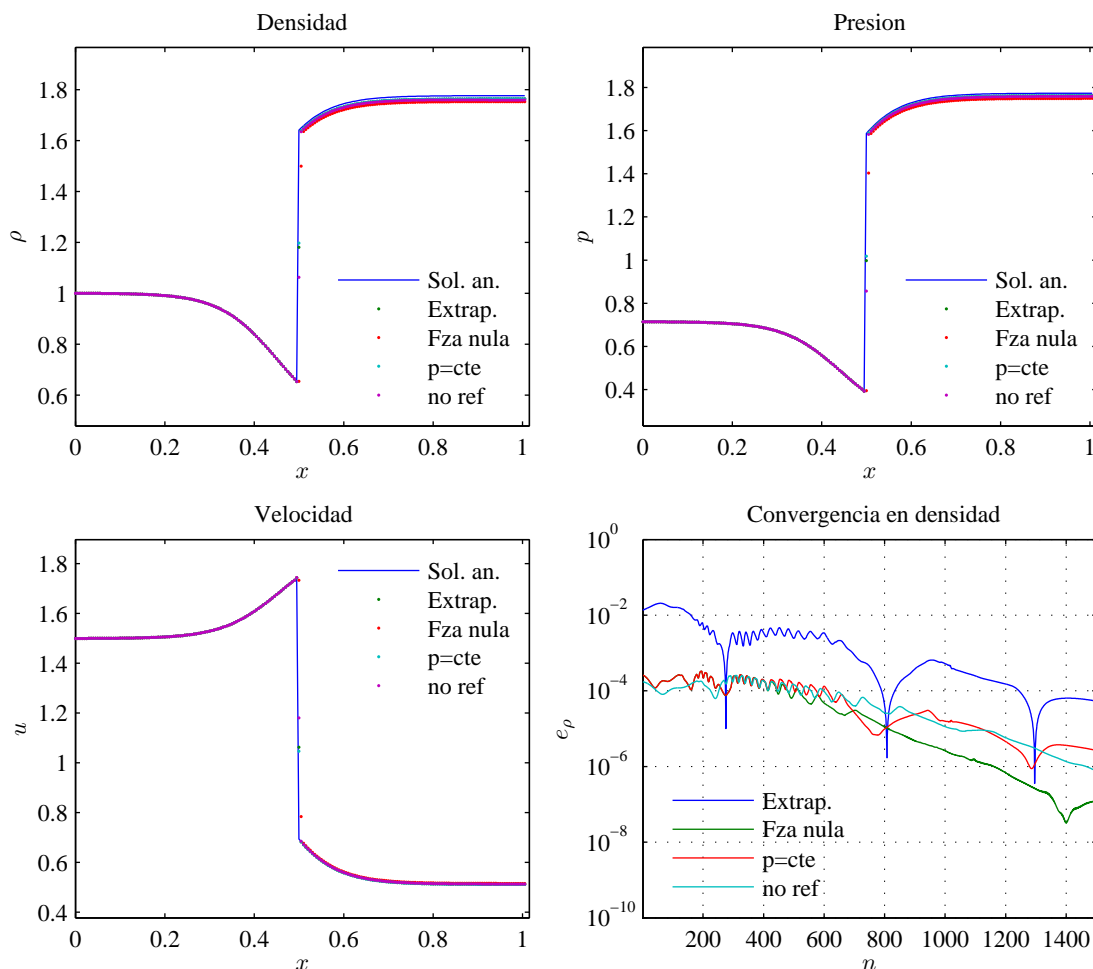 Densidad
1.8
1.6
1.4
1.2
1
0.8
0.6
ρ
0 0.2 0.4 0.6 0.8 1
x
Sol. an.
Extrap.
Fza nula
p=cte
no ref
Presion
1.8
1.6
1.4
1.2
1
0.8
0.6
0.4
p
0 0.2 0.4 0.6 0.8 1
x
Sol. an.
Extrap.
Fza nula
p=cte
no ref
Velocidad
1.8
1.6
1.4
1.2
1
0.8
0.6
0.4
u
0 0.2 0.4 0.6 0.8 1
x
Sol. an.
Extrap.
Fza nula
p=cte
no ref
Convergencia en densidad
10^0
10^-2
10^-4
10^-6
10^-8
10^-10
e_ρ
200 400 600 800 1000 1200 1400
n
Extrap.
Fza nula
p=cte
no ref